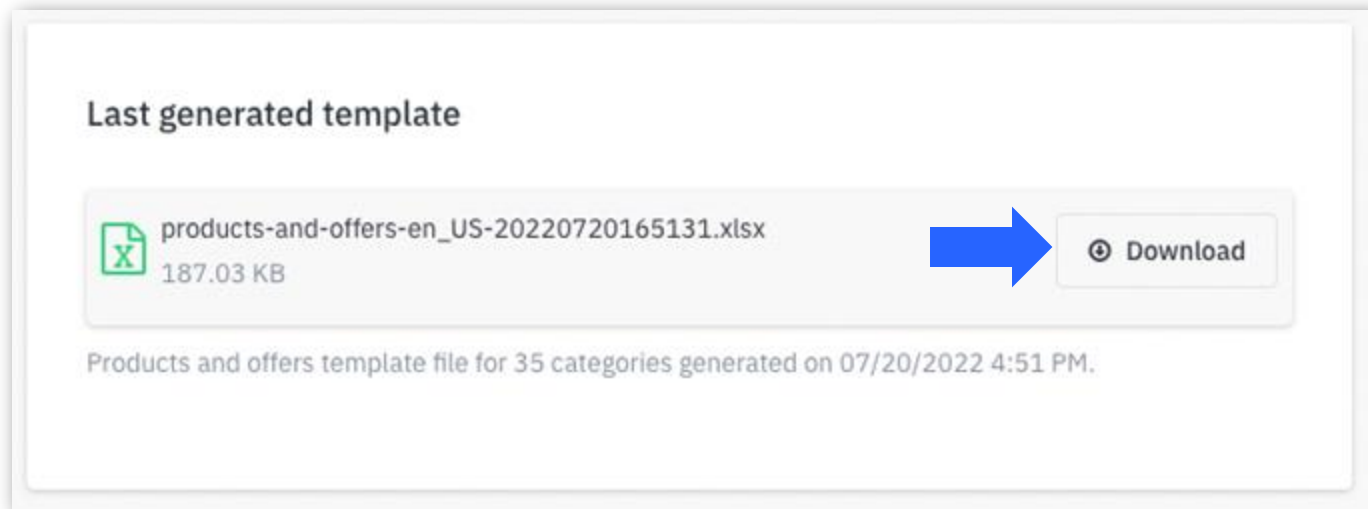 Last generated template
products-and-offers-en_US-20220720165131.xlsx
187.03 KB
Download
Products and offers template file for 35 categories generated on 07/20/2022 4:51 PM.